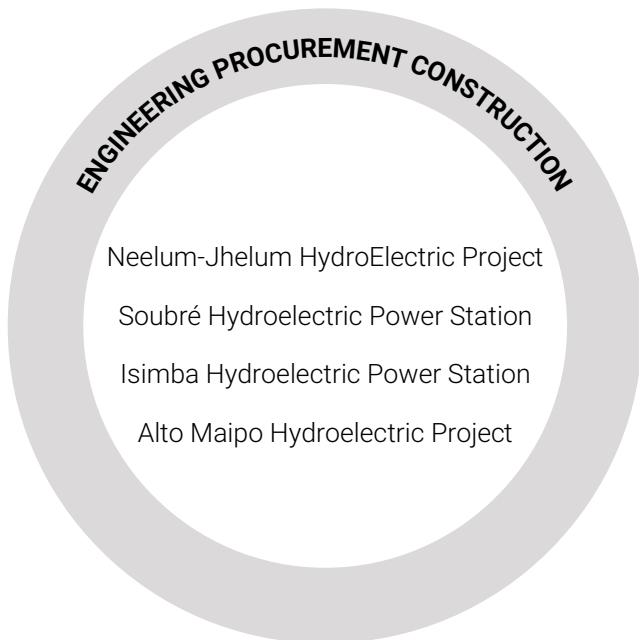 ENGINEERING PROCUREMENT CONSTRUCTION
Neelum-Jhelum HydroElectric Project
Soubré Hydroelectric Power Station
Isimba Hydroelectric Power Station
Alto Maipo Hydroelectric Project